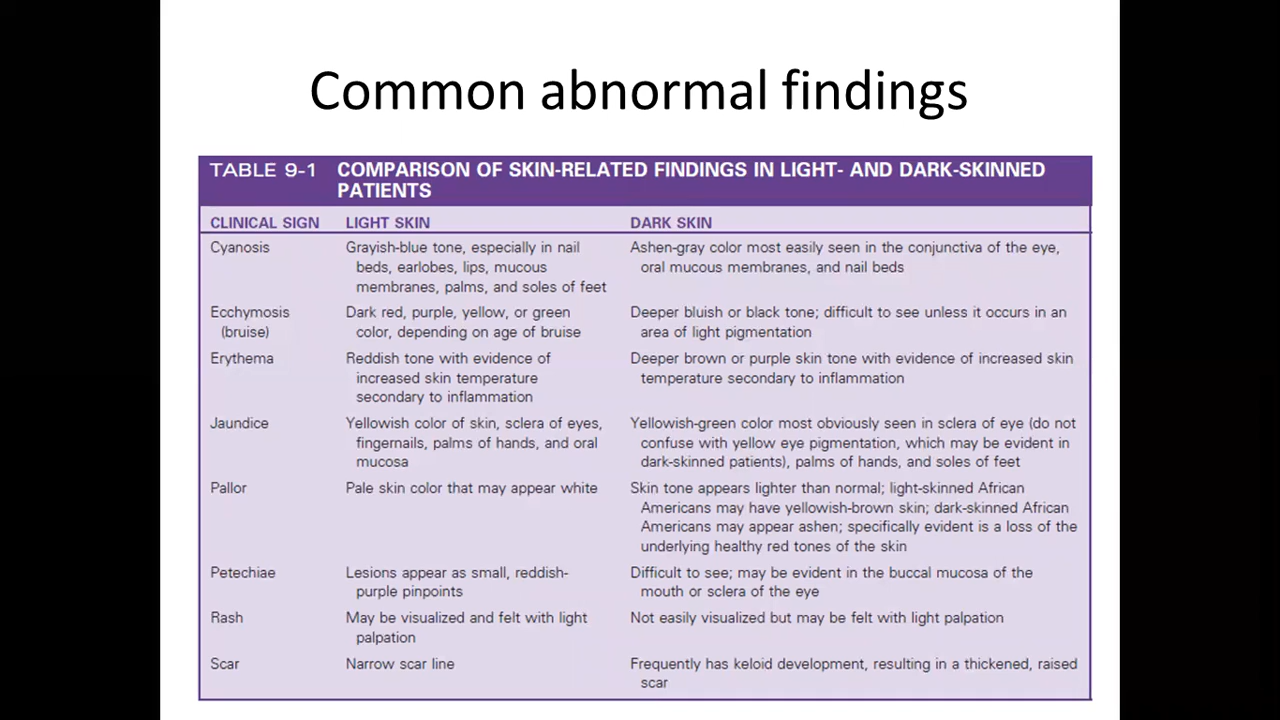 Common abnormal findings
TABLE 9-1 COMPARISON OF SKIN-RELATED FINDINGS IN LIGHT- AND DARK-SKINNED
PATIENTS
CLINICAL SIGN LIGHT SKIN DARK SKIN
Cyanosis Grayish-blue tone, especially in nail Ashen-gray color most easily seen in the conjunctiva of the eye,
beds, earlobes, lips, mucous oral mucous membranes, and nail beds
membranes, palms, and soles of feet
Ecchymosis Dark red, purple, yellow, or green Deeper bluish or black tone; difficult to see unless it occurs in an
(bruise) color, depending on age of bruise area of light pigmentation
Erythema Reddish tone with evidence of Deeper brown or purple skin tone with evidence of increased skin
increased skin temperature temperature secondary to inflammation
secondary to inflammation
Jaundice Yellowish color of skin, sclera of eyes, Yellowish-green color most obviously seen in sclera of eye (do not
fingernails, palms of hands, and oral confuse with yellow eye pigmentation, which may be evident in
mucosa dark-skinned patients), palms of hands, and soles of feet
Pallor Pale skin color that may appear white Skin tone appears lighter than normal; light-skinned African
Americans may have yellowish-brown skin; dark-skinned African
Americans may appear ashen; specifically evident is a loss of the
underlying healthy red tones of the skin
Petechiae Lesions appear as small, reddish- Difficult to see; may be evident in the buccal mucosa of the
purple pinpoints mouth or sclera of the eye
Rash May be visualized and felt with light Not easily visualized but may be felt with light palpation
palpation
Scar Narrow scar line Frequently has keloid development, resulting in a thickened, raised
scar